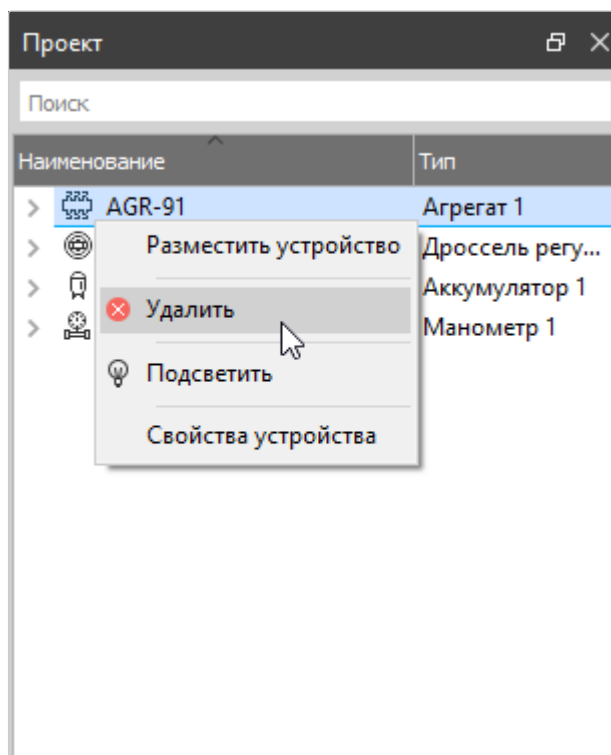 Проект
Поиск
Наименование Тип
AGR-91 Агрегат 1
Разместить устройство Дроссель регу...
Аккумулятор 1
Удалить
Манометр 1
Подсветить
Свойства устройства